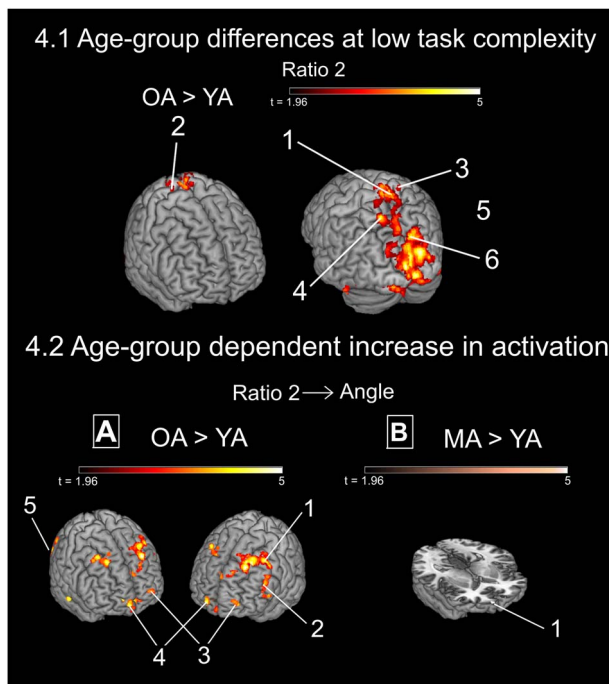 4.1 Age-group differences at low task complexity
Ratio 2
OA > YA
t = 1.96 5
2
1
3
5
4
6
4.2 Age-group dependent increase in activation
Ratio 2 → Angle
A OA > YA
B MA > YA
t = 1.96 5
t = 1.96 5
5
1
2
4
3
1